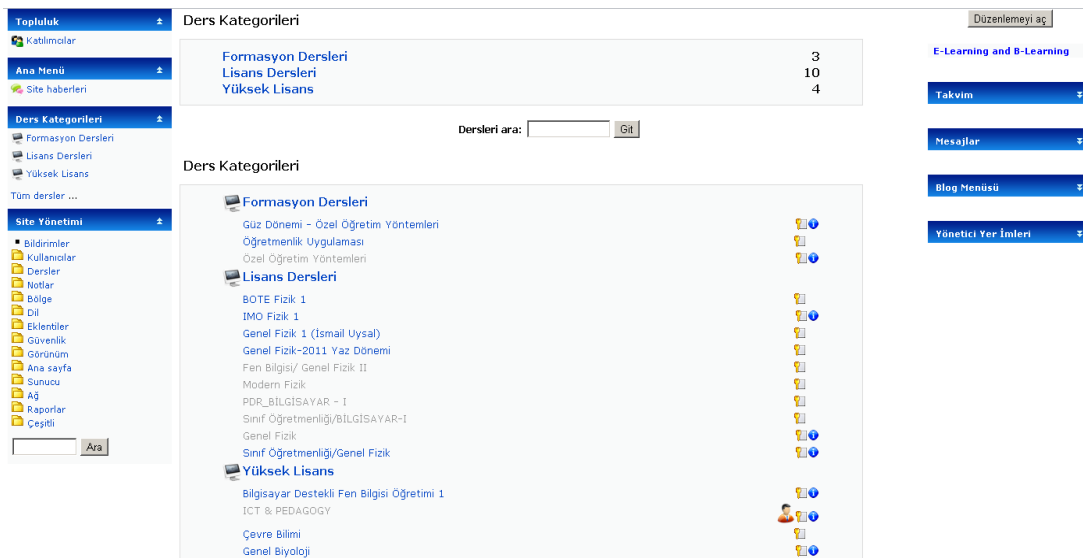 Topluluk
Katılımcılar
Ana Menü
Site haberleri
Ders Kategorileri
Formasyon Dersleri
Lisans Dersleri
Yüksek Lisans
Tüm dersler ...
Site Yönetimi
Bildirimler
Kullanıcılar
Dersler
Notlar
Bölge
Dil
Eklentiler
Güvenlik
Görünüm
Ana sayfa
Sunucu
Ağ
Raporlar
Çeşitli
Ara
Ders Kategorileri
Formasyon Dersleri 3
Lisans Dersleri 10
Yüksek Lisans 4
Dersleri ara: Git
Ders Kategorileri
Formasyon Dersleri
Güz Dönemi - Özel Öğretim Yöntemleri
Öğretmenlik Uygulaması
Özel Öğretim Yöntemleri
Lisans Dersleri
BOTE Fizik 1
IMO Fizik 1
Genel Fizik 1 (İsmail Uysal)
Genel Fizik-2011 Yaz Dönemi
Fen Bilgisi/ Genel Fizik II
Modern Fizik
PDR_BİLGİSAYAR - I
Sınıf Öğretmenliği/BİLGİSAYAR-I
Genel Fizik
Sınıf Öğretmenliği/Genel Fizik
Yüksek Lisans
Bilgisayar Destekli Fen Bilgisi Öğretimi 1
ICT & PEDAGOGY
Çevre Bilimi
Genel Biyoloji
Düzenlemeyi aç
E-Learning and B-Learning
Takvim
Mesajlar
Blog Menüsü
Yönetici Yer İmleri